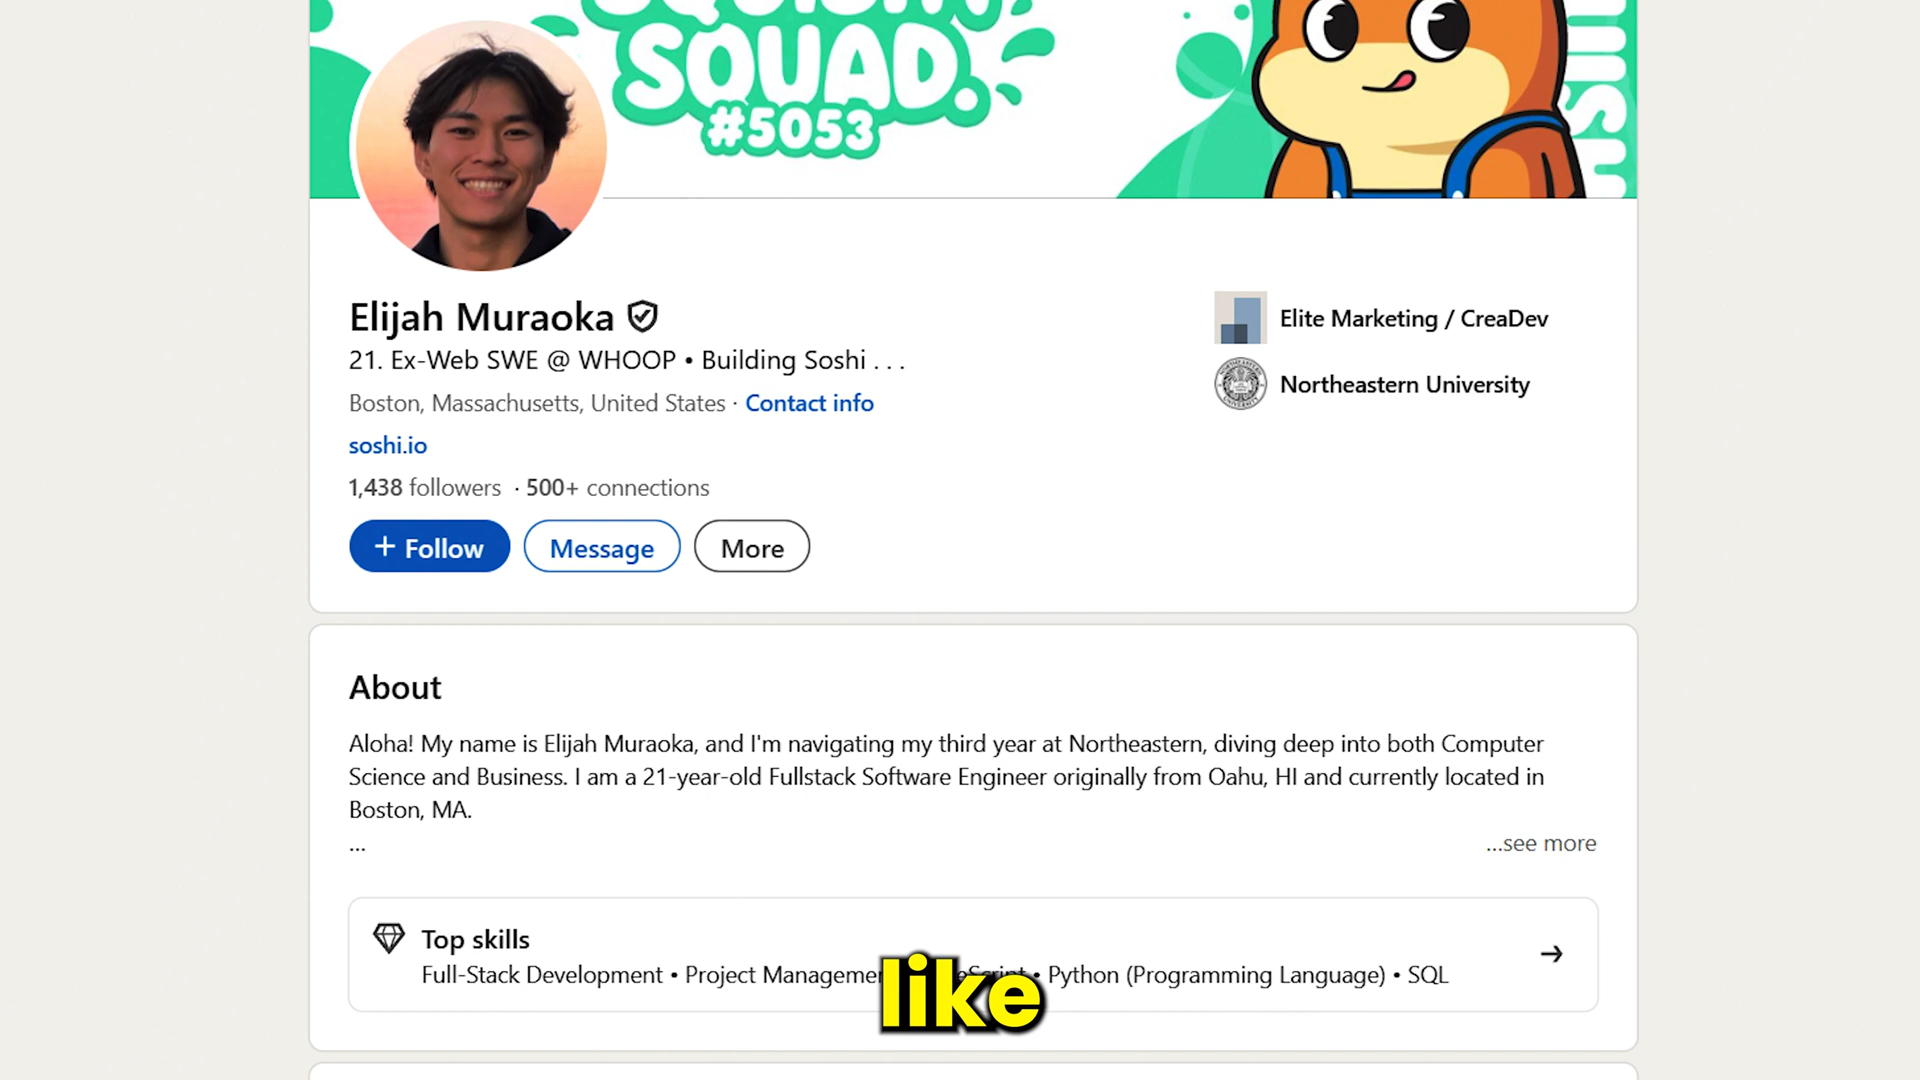 SQUAD.
#5053
Elijah Muraoka
21. Ex-Web SWE @ WHOOP • Building Soshi . . .
Boston, Massachusetts, United States · Contact info
soshi.io
1,438 followers · 500+ connections
+ Follow
Message
More
Elite Marketing / CreaDev
Northeastern University
About
Aloha! My name is Elijah Muraoka, and I'm navigating my third year at Northeastern, diving deep into both Computer
Science and Business. I am a 21-year-old Fullstack Software Engineer originally from Oahu, HI and currently located in
Boston, MA.
...
...see more
Top skills
Full-Stack Development • Project Managemen • Python (Programming Language) • SQL
like